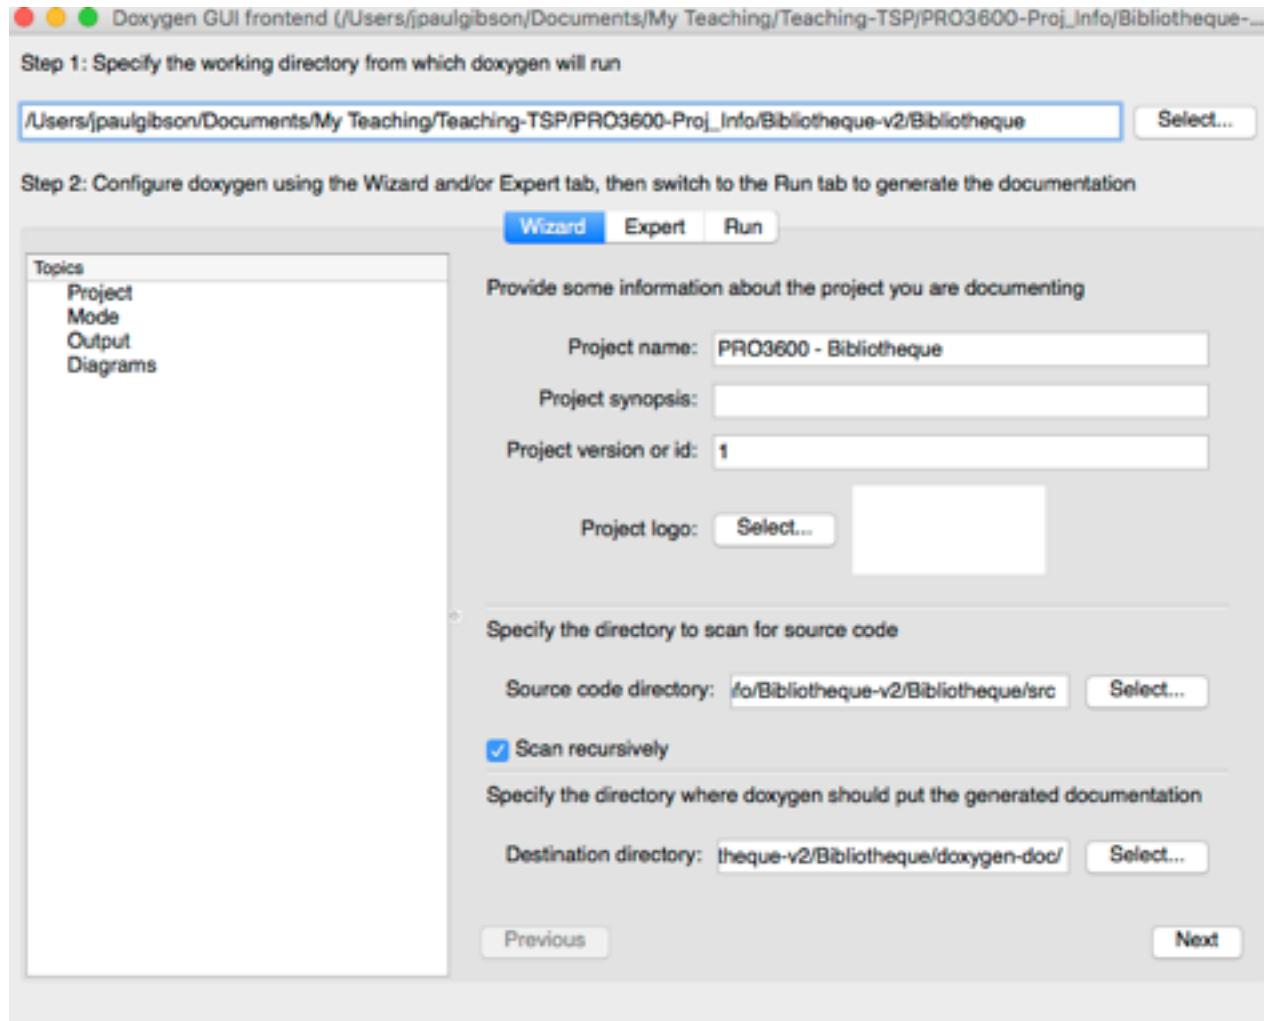 Doxygen GUI frontend (/Users/jpaulgibson/Documents/My Teaching/Teaching-TSP/PRO3600-Proj_Info/Bibliotheque-...
Step 1: Specify the working directory from which doxygen will run
/Users/jpaulgibson/Documents/My Teaching/Teaching-TSP/PRO3600-Proj_Info/Bibliotheque-v2/Bibliotheque Select...
Step 2: Configure doxygen using the Wizard and/or Expert tab, then switch to the Run tab to generate the documentation
Wizard Expert Run
Topics
Project
Mode
Output
Diagrams
Provide some information about the project you are documenting
Project name: PRO3600 - Bibliotheque
Project synopsis:
Project version or id: 1
Project logo: Select...
Specify the directory to scan for source code
Source code directory: ifo/Bibliotheque-v2/Bibliotheque/src Select...
Scan recursively
Specify the directory where doxygen should put the generated documentation
Destination directory: theque-v2/Bibliotheque/doxygen-doc/ Select...
Previous Next